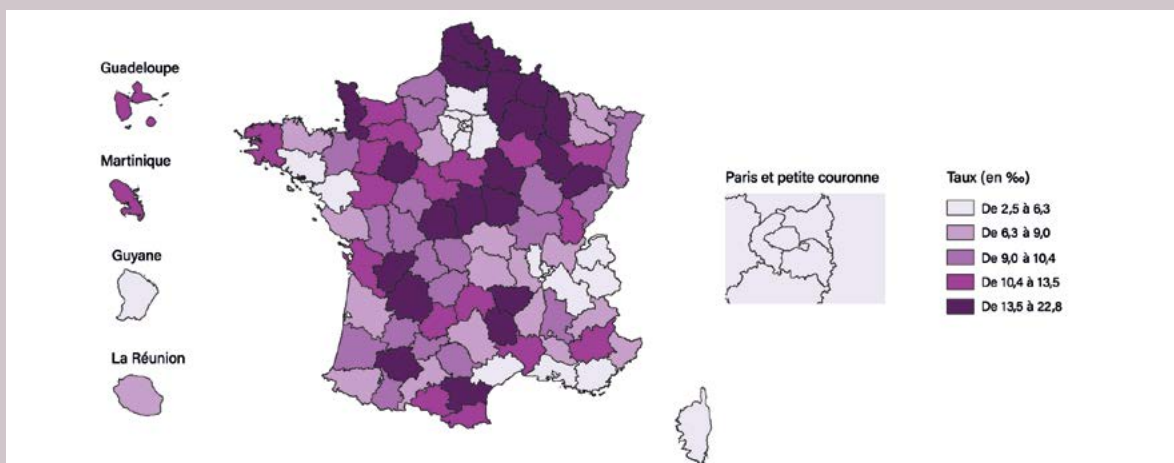 Guadeloupe
Martinique
Guyane
La Réunion
Paris et petite couronne
Taux (en ‰)
De 2,5 à 6,3
De 6,3 à 9,0
De 9,0 à 10,4
De 10,4 à 13,5
De 13,5 à 22,8